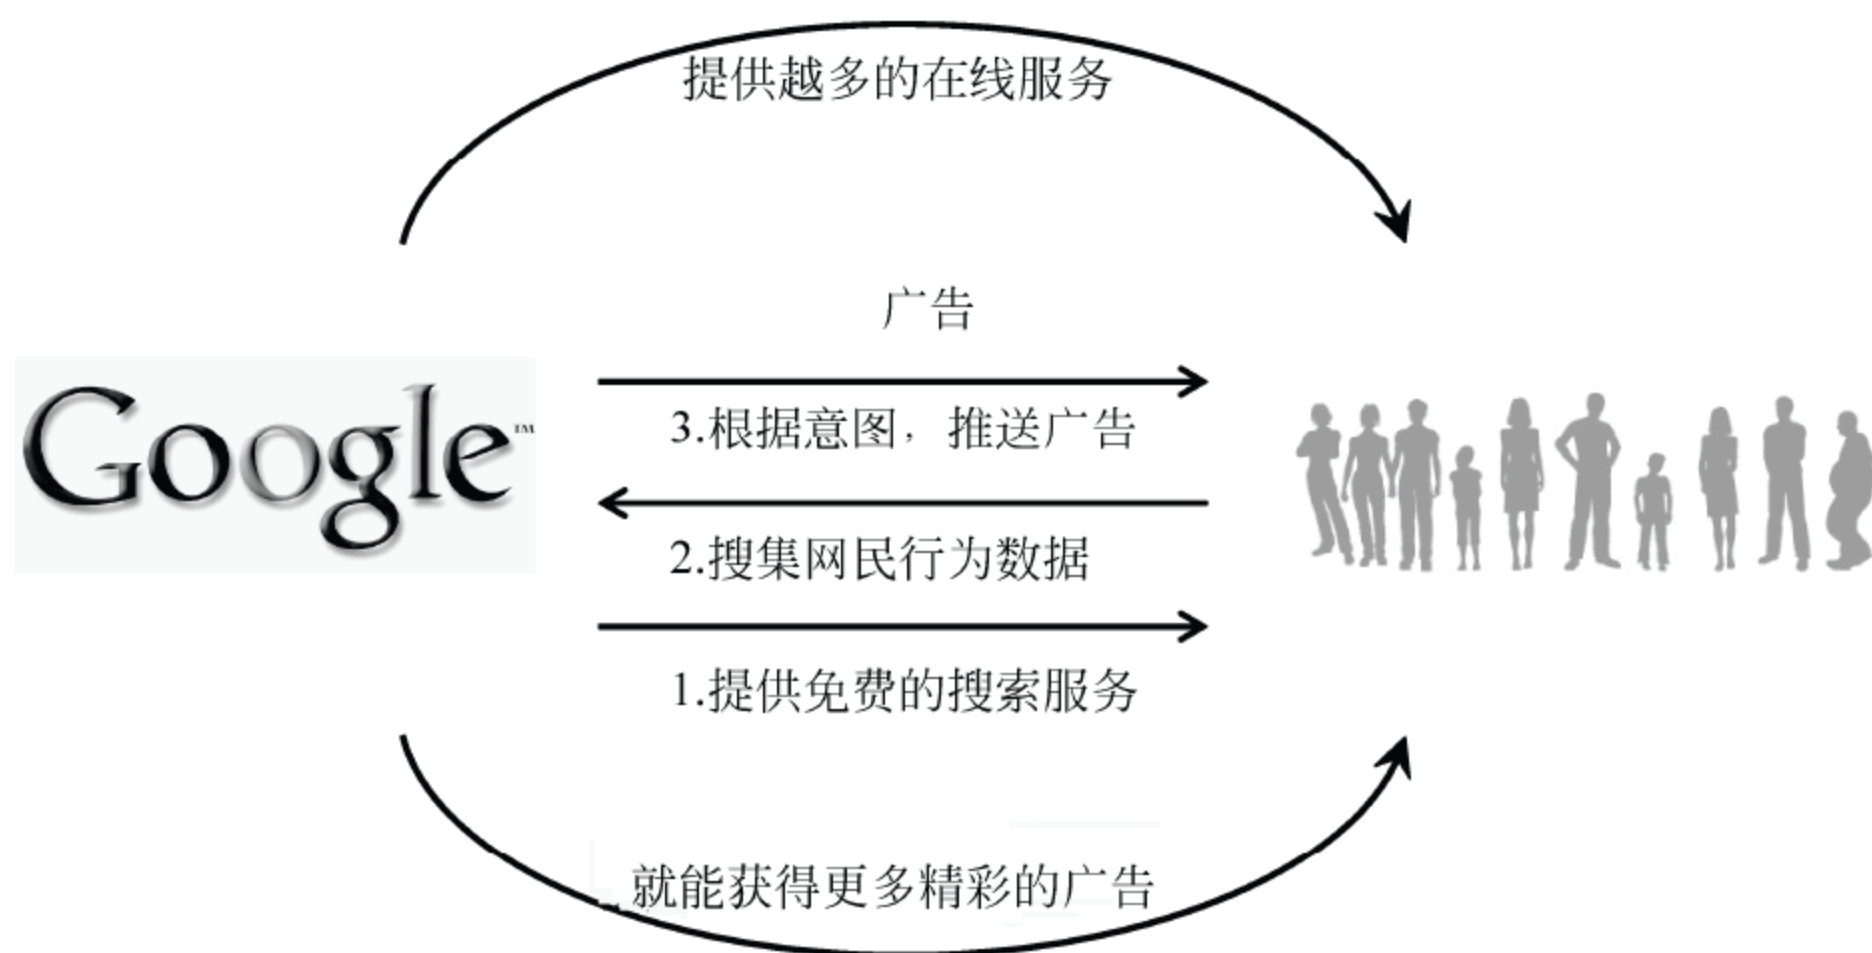 提供越多的在线服务
广告
Google™
3.根据意图，推送广告
2.搜集网民行为数据
1.提供免费的搜索服务
就能获得更多精彩的广告